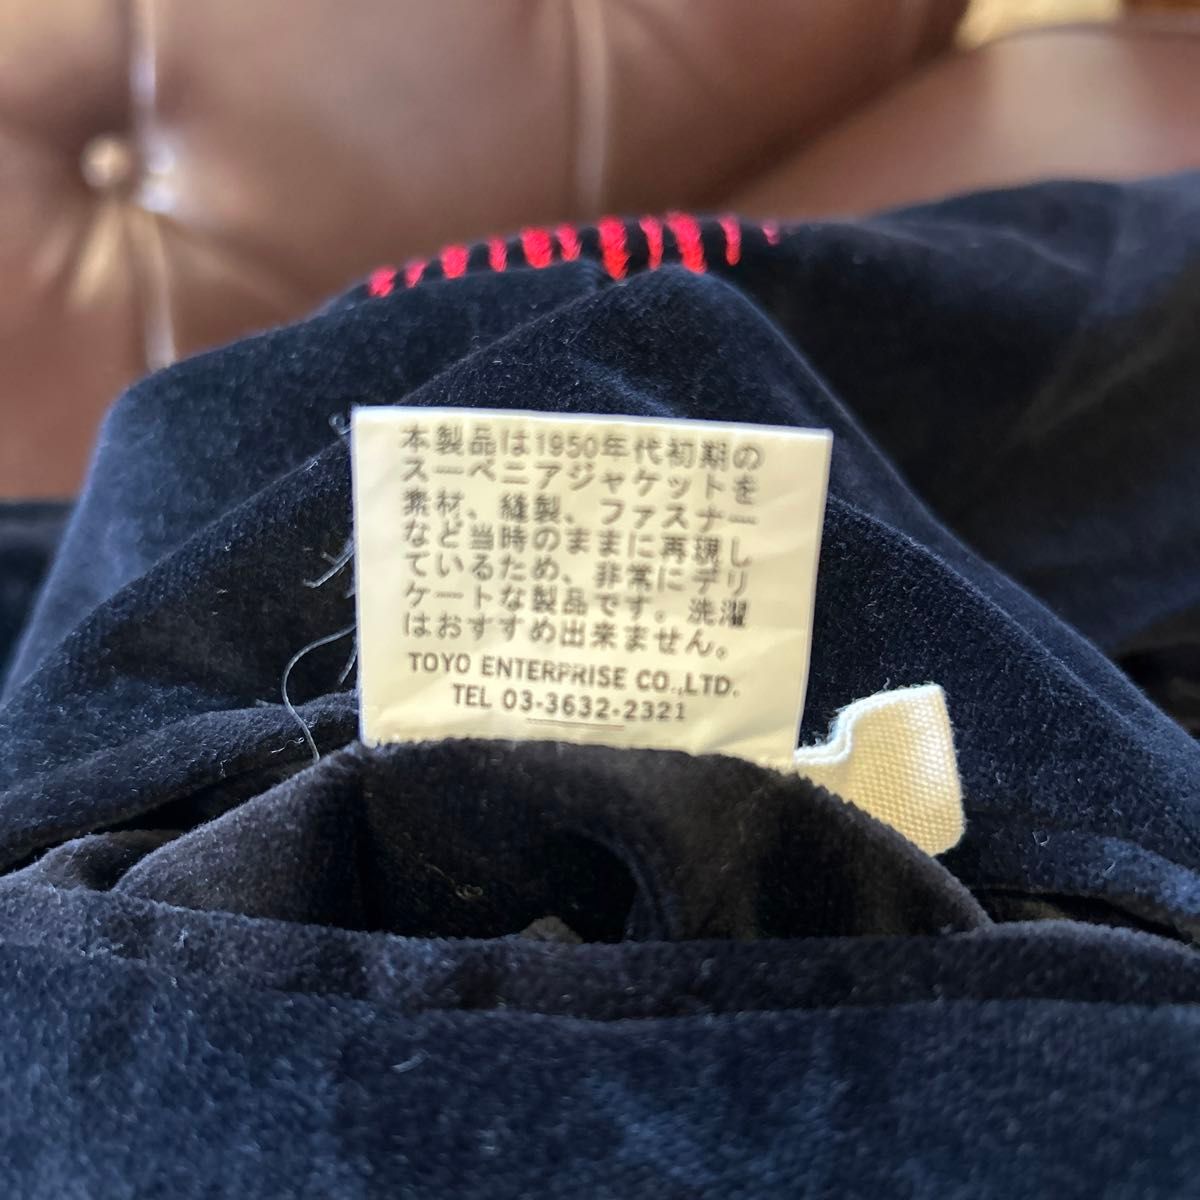 本製品は1950年代初期の
スーベニアジャケットを
素材、縫製、ファスナー
など当時のままに再現し
ているため、非常にデリ
ケートな製品です。洗濯
はおすすめ出来ません。
TOYO ENTERPRISE CO.,LTD.
TEL 03-3632-2321